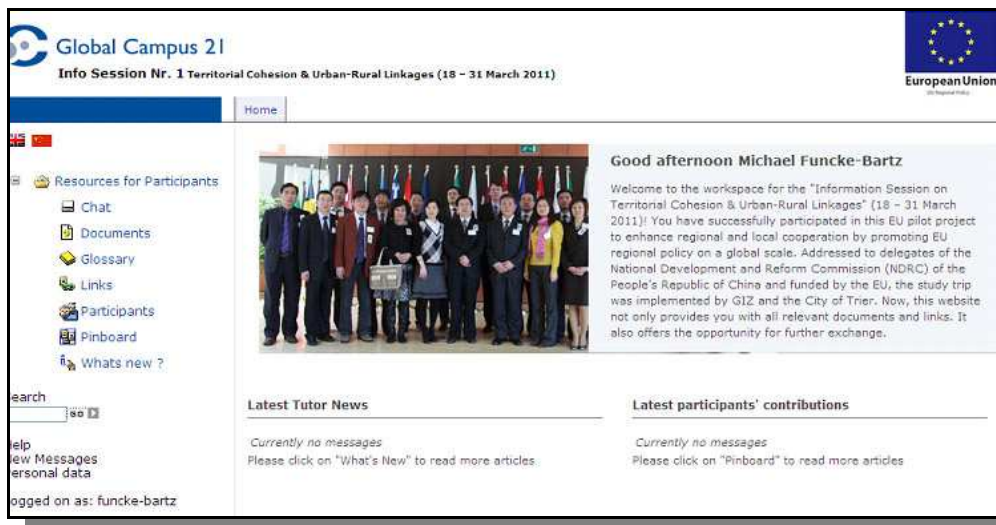 Global Campus 21
Info Session Nr. 1 Territorial Cohesion & Urban-Rural Linkages (18 – 31 March 2011)
European Union
Home
Resources for Participants
Chat
Documents
Glossary
Links
Participants
Pinboard
Whats new ?
earch
go
elp
ew Messages
ersonal data
ogged on as: funcke-bartz
Good afternoon Michael Funcke-Bartz
Welcome to the workspace for the "Information Session on
Territorial Cohesion & Urban-Rural Linkages" (18 – 31 March
2011)! You have successfully participated in this EU pilot project
to enhance regional and local cooperation by promoting EU
regional policy on a global scale. Addressed to delegates of the
National Development and Reform Commission (NDRC) of the
People's Republic of China and funded by the EU, the study trip
was implemented by GIZ and the City of Trier. Now, this website
not only provides you with all relevant documents and links. It
also offers the opportunity for further exchange.
Latest Tutor News
Currently no messages
Please click on "What's New" to read more articles
Latest participants' contributions
Currently no messages
Please click on "Pinboard" to read more articles